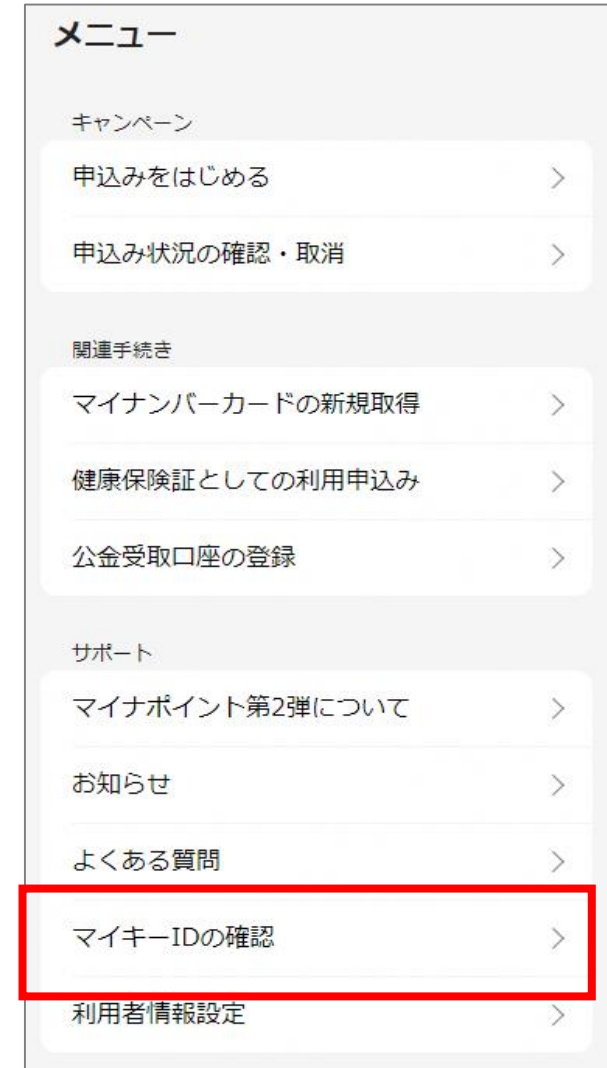 メニュー
キャンペーン
申込みをはじめる
申込み状況の確認・取消
関連手続き
マイナンバーカードの新規取得
健康保険証としての利用申込み
公金受取口座の登録
サポート
マイナポイント第2弾について
お知らせ
よくある質問
マイキーIDの確認
利用者情報設定